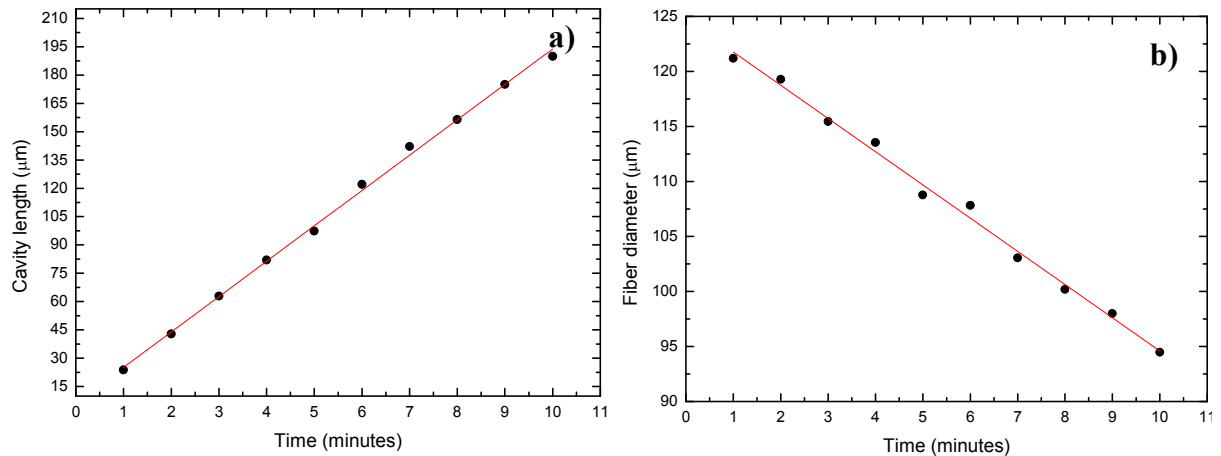 a)
210
195
180
165
150
135
120
105
90
75
60
45
30
15
Cavity length (μm)
0 1 2 3 4 5 6 7 8 9 10 11
Time (minutes)
b)
125
120
115
110
105
100
95
90
Fiber diameter (μm)
0 1 2 3 4 5 6 7 8 9 10 11
Time (minutes)